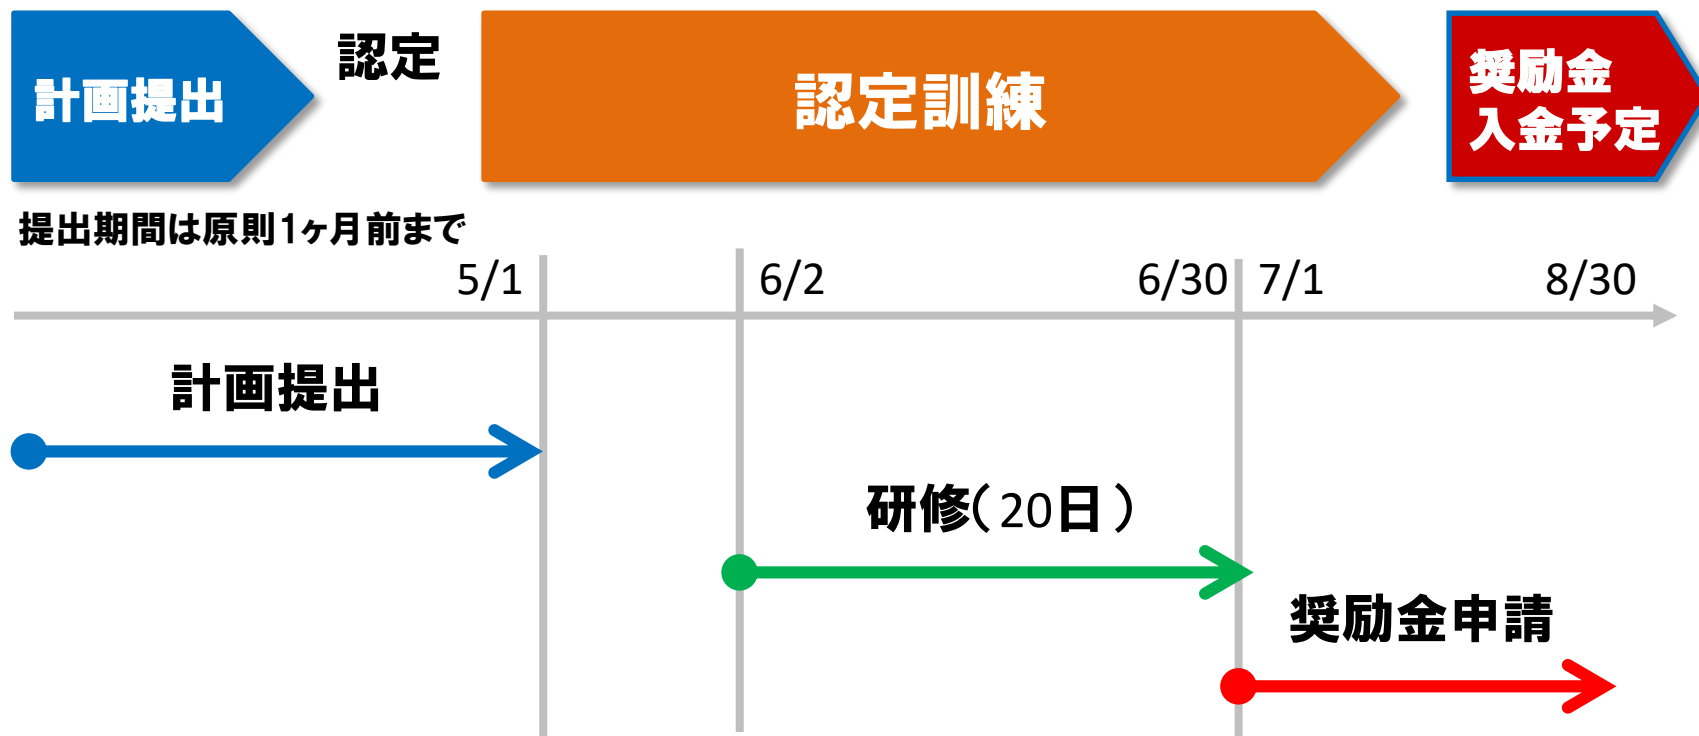 計画提出
認定
認定訓練
奨励金
入金予定
提出期間は原則1ヶ月前まで
5/1
6/2
6/30
7/1
8/30
計画提出
研修(20日)
奨励金申請